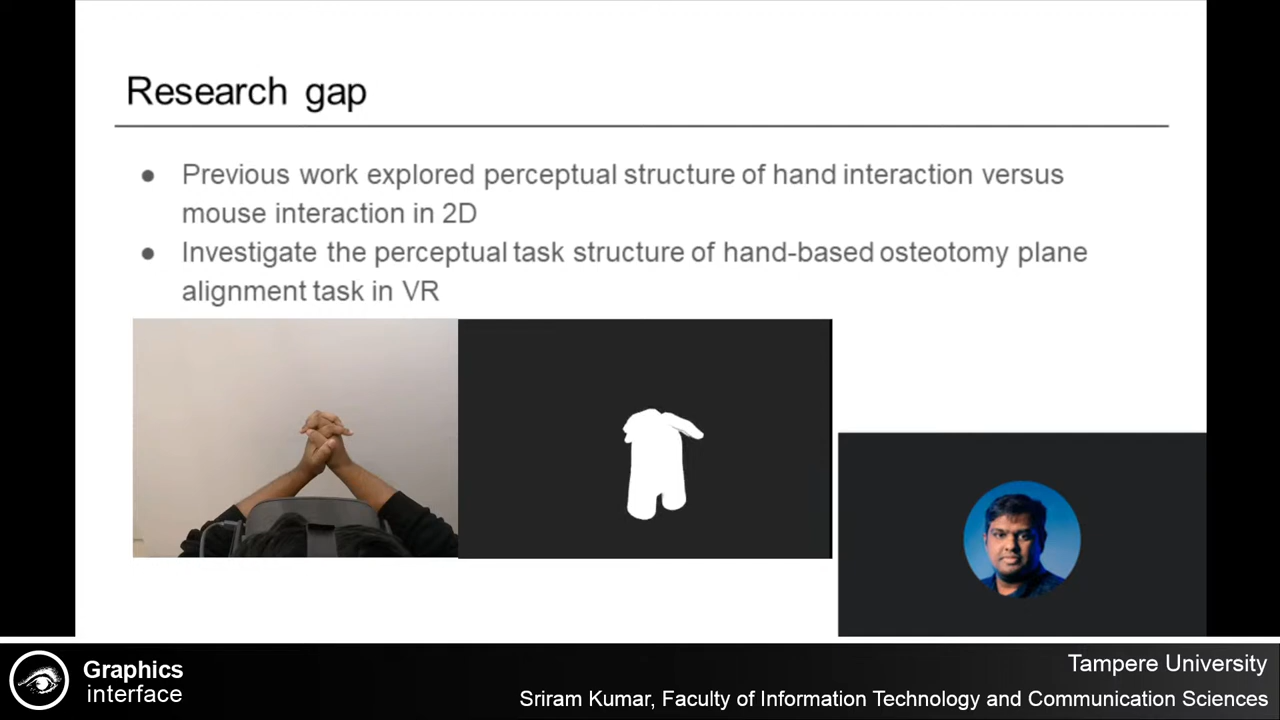 Research gap
● Previous work explored perceptual structure of hand interaction versus
mouse interaction in 2D
● Investigate the perceptual task structure of hand-based osteotomy plane
alignment task in VR
Graphics
interface
Tampere University
Sriram Kumar, Faculty of Information Technology and Communication Sciences